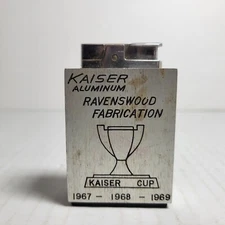 KAISER
ALUMINUM
RAVENSWOOD
FABRICATION
KAISER CUP
1967 - 1968 - 1969